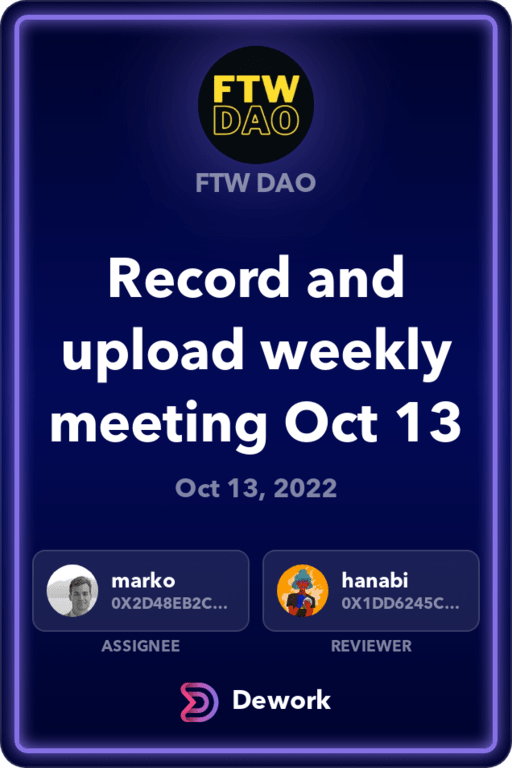 FTW
DAO
FTW DAO
Record and
upload weekly
meeting Oct 13
Oct 13, 2022
marko
0X2D48EB2C...
ASSIGNEE
hanabi
0X1DD6245C...
REVIEWER
Dework